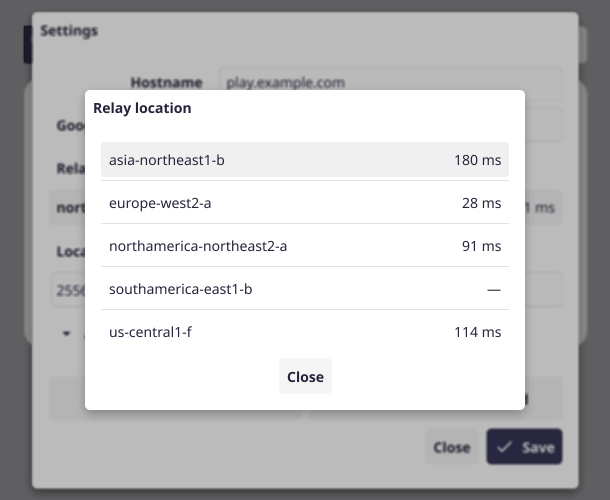 Settings
Hostname play.example.com
Relay location
asia-northeast1-b 180 ms
europe-west2-a 28 ms
northamerica-northeast2-a 91 ms
southamerica-east1-b —
us-central1-f 114 ms
Close
Close Save